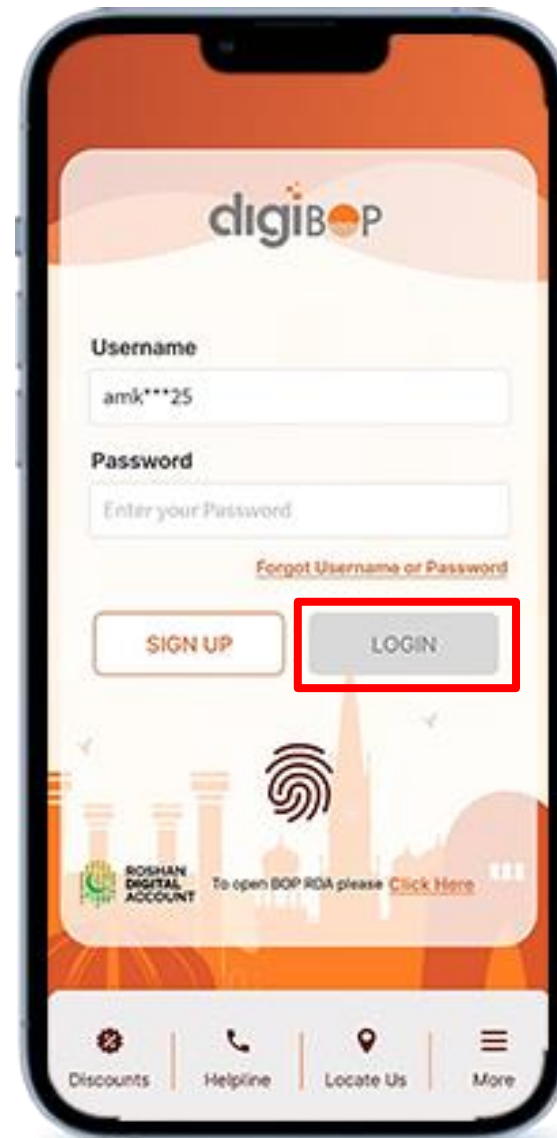 digiBOP
Username
amk***25
Password
Enter your Password
Forgot Username or Password
SIGN UP LOGIN
ROSHAN
DIGITAL
ACCOUNT
To open BOP RDA please Click Here
Discounts Helpline Locate Us More